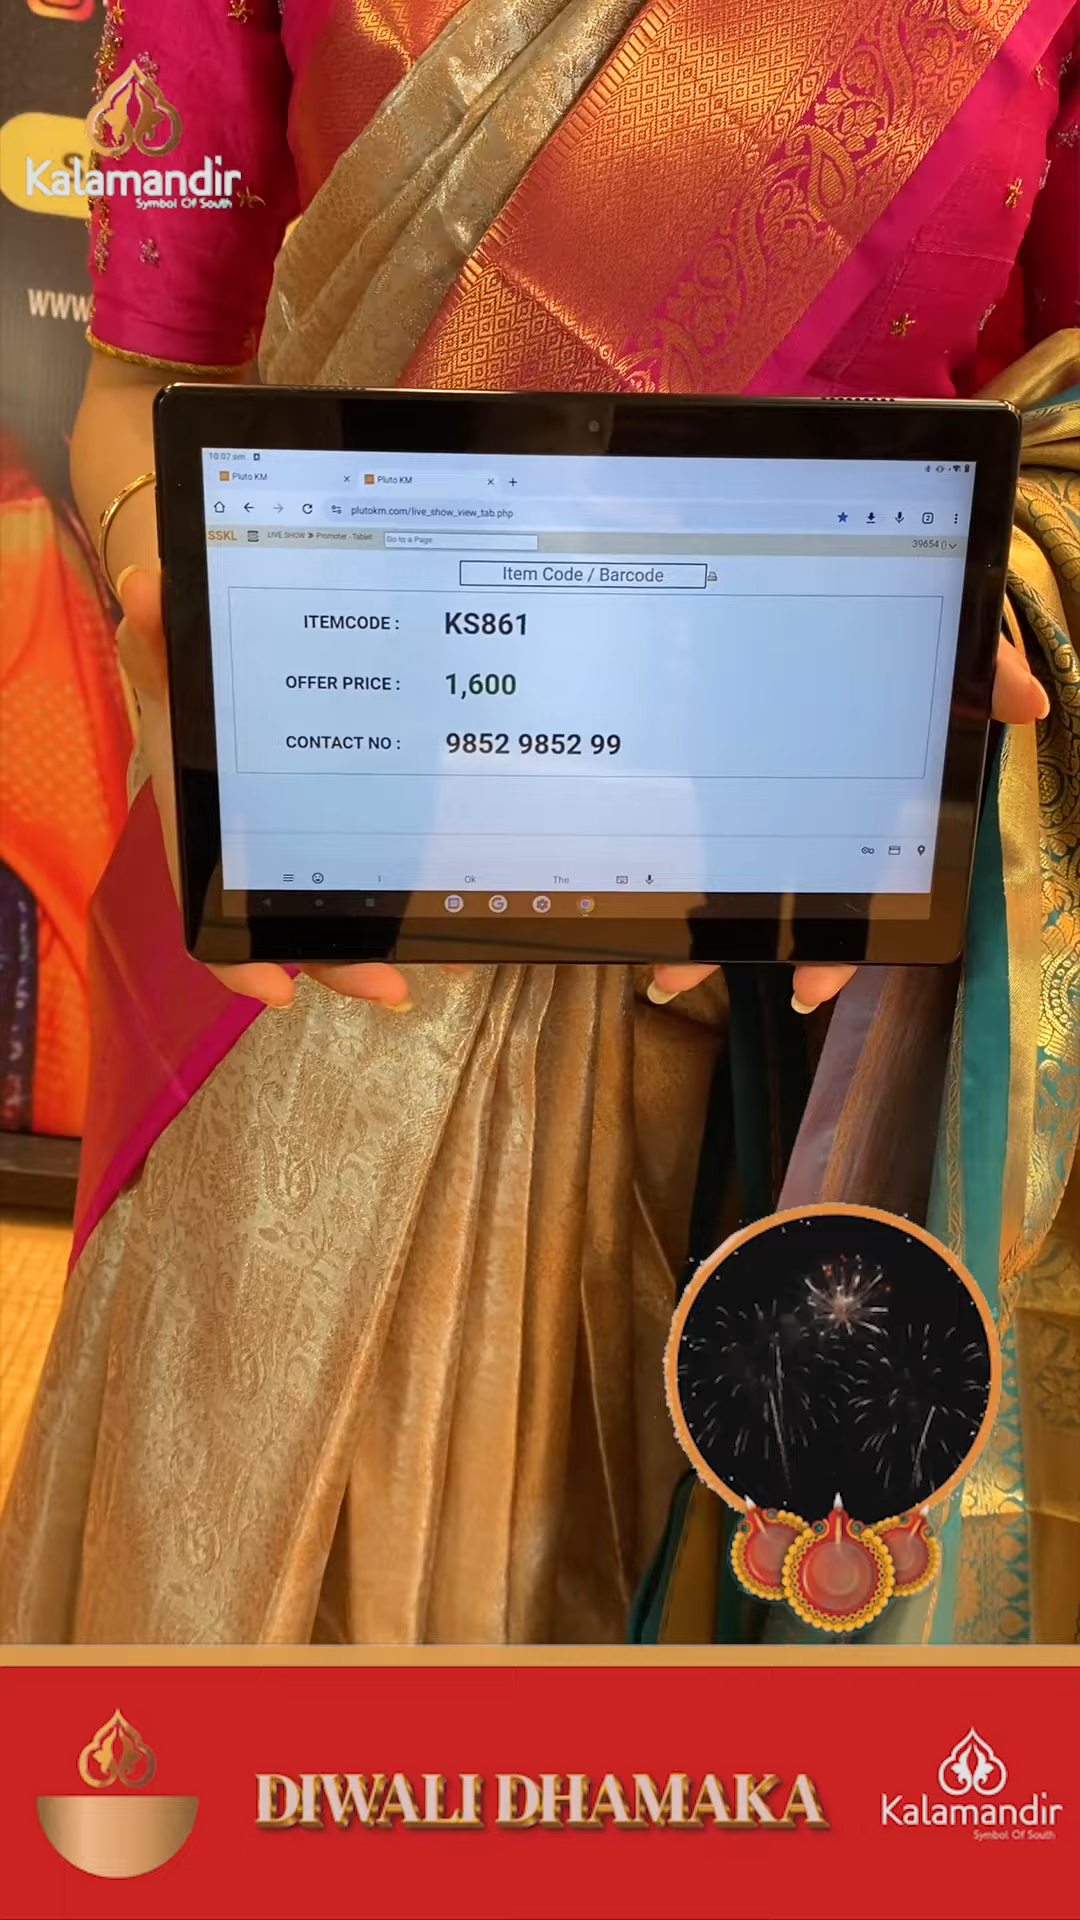 Kalamandir
Symbol Of South
www
10:07 am
Pluto KM
Pluto KM
plutokm.com/live_show_view_tab.php
SSKL
LIVE SHOW >> Promoter - Tablet
Go to a Page
39654 ()
Item Code / Barcode
ITEMCODE : KS861
OFFER PRICE : 1,600
CONTACT NO : 9852 9852 99
I Ok The
DIWALI DHAMAKA
Kalamandir
Symbol Of South